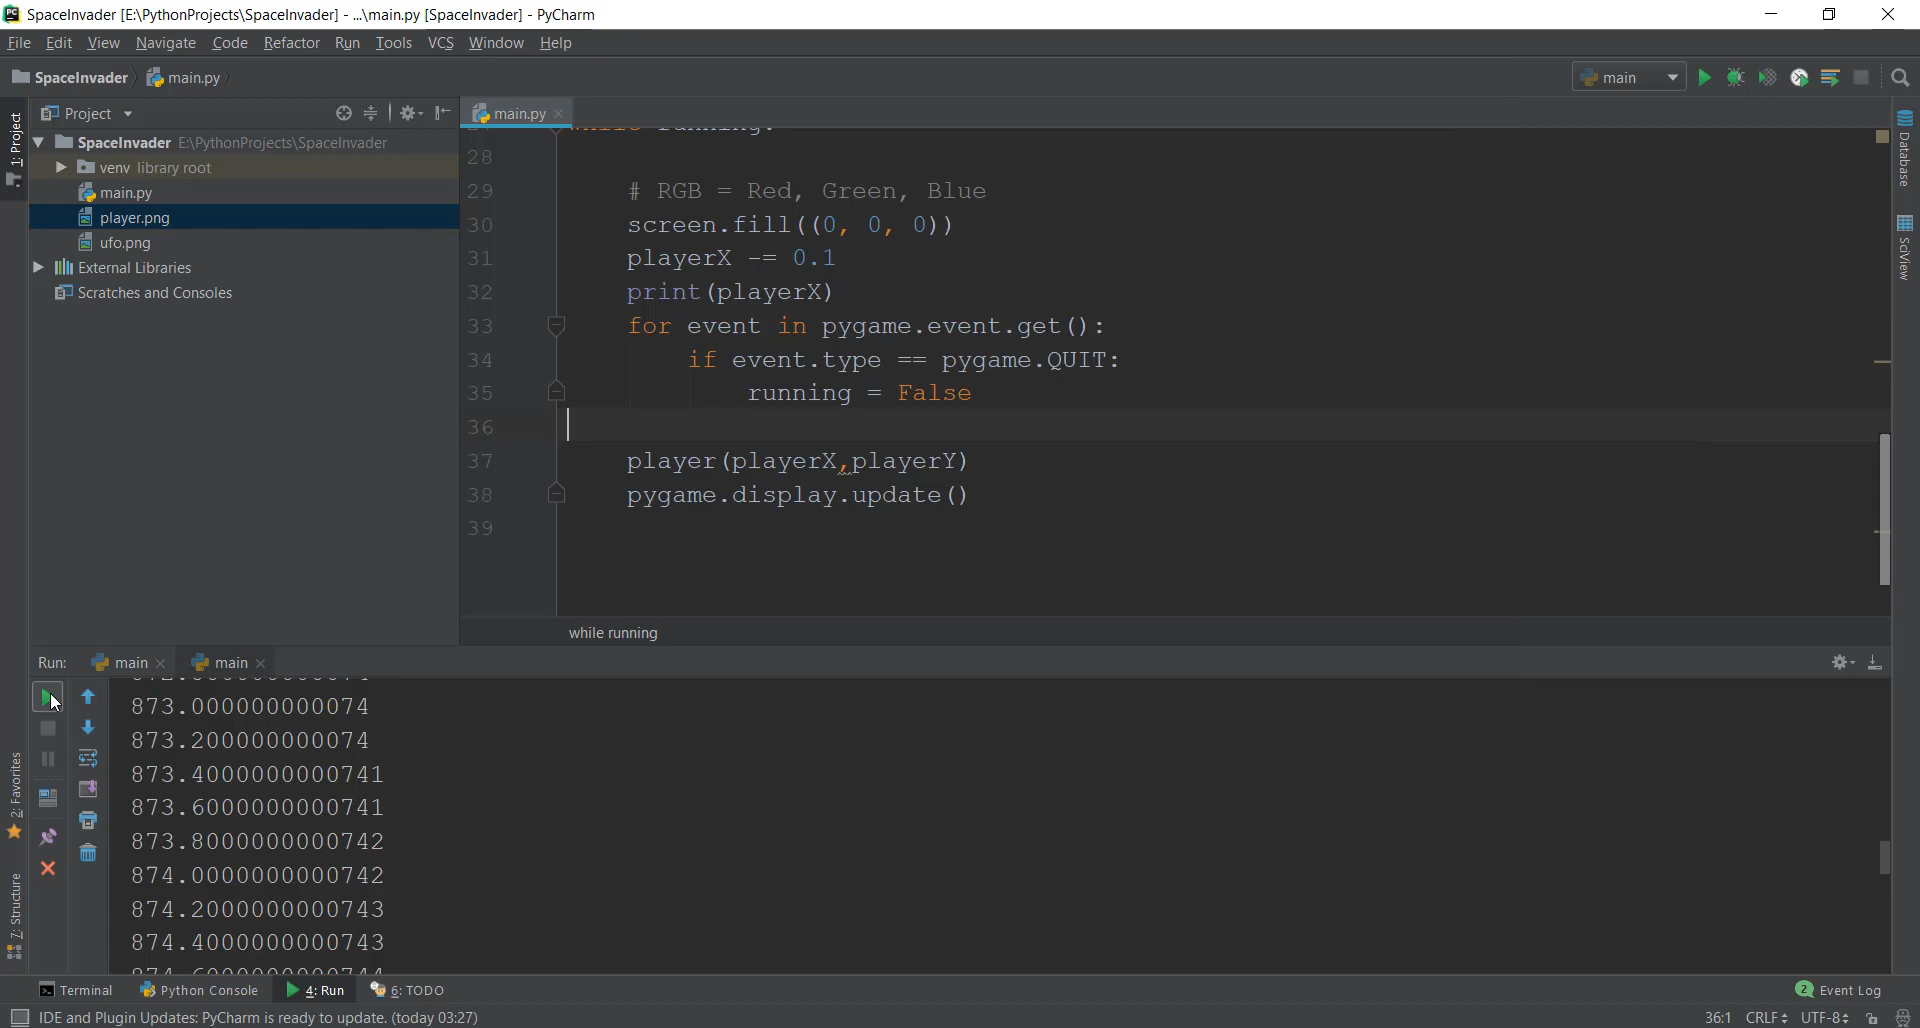 SpaceInvader [E:\PythonProjects\SpaceInvader] - ...\main.py [SpaceInvader] - PyCharm
File Edit View Navigate Code Refactor Run Tools VCS Window Help
SpaceInvader main.py
main
Project
main.py
1: Project
SpaceInvader E:\PythonProjects\SpaceInvader
venv library root
main.py
player.png
ufo.png
External Libraries
Scratches and Consoles
28
29 # RGB = Red, Green, Blue
30 screen.fill((0, 0, 0))
31 playerX -= 0.1
32 print(playerX)
33 for event in pygame.event.get():
34 if event.type == pygame.QUIT:
35 running = False
36
37 player(playerX,playerY)
38 pygame.display.update()
39
while running
Database
SciView
Run: main main
873.000000000074
873.200000000074
873.4000000000741
873.6000000000741
873.8000000000742
874.0000000000742
874.2000000000743
874.4000000000743
2: Favorites
7: Structure
Terminal Python Console 4: Run 6: TODO
2 Event Log
IDE and Plugin Updates: PyCharm is ready to update. (today 03:27)
36:1 CRLF UTF-8